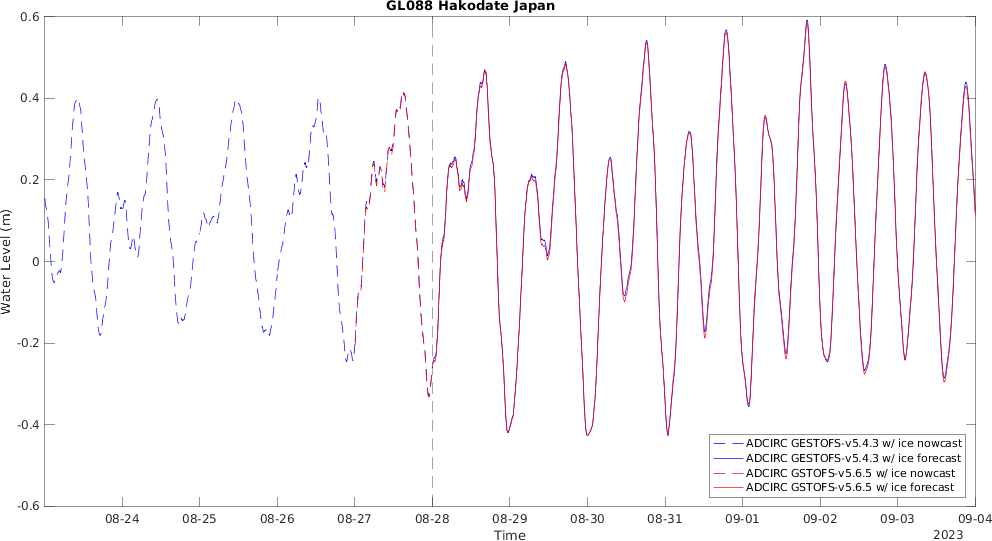 GL088 Hakodate Japan
0.6
0.4
0.2
0
-0.2
-0.4
-0.6
Water Level (m)
ADCIRC GESTOFS-v5.4.3 w/ ice nowcast
ADCIRC GESTOFS-v5.4.3 w/ ice forecast
ADCIRC GSTOFS-v5.6.5 w/ ice nowcast
ADCIRC GSTOFS-v5.6.5 w/ ice forecast
08-24 08-25 08-26 08-27 08-28 08-29 08-30 08-31 09-01 09-02 09-03 09-04
Time
2023